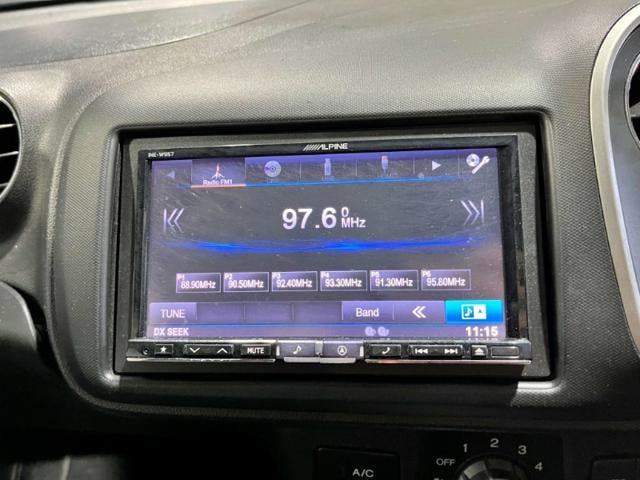 ALPINE
INE-W957
Radio FM1
97.60 MHz
P1 P2 P3 P4 P5 P6
88.90MHz 90.50MHz 92.40MHz 93.30MHz 91.30MHz 95.80MHz
TUNE Band
DX SEEK 11:15
MUTE
1 2 3 4
OFF
A/C